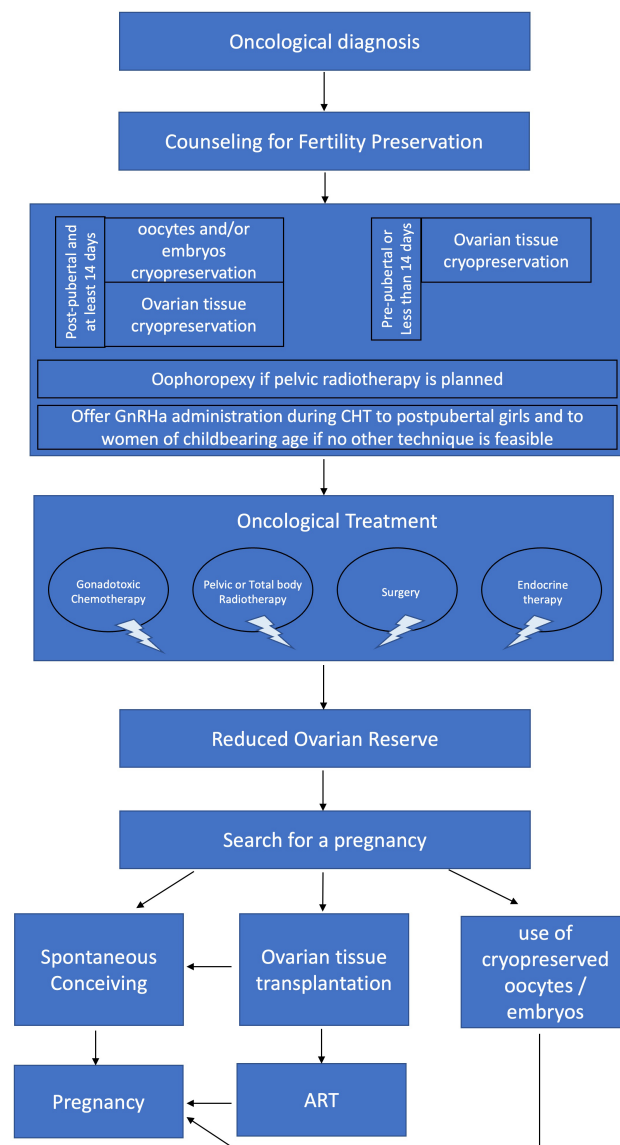 Oncological diagnosis
Counseling for Fertility Preservation
Post-pubertal and
at least 14 days
oocytes and/or
embryos
cryopreservation
Ovarian tissue
cryopreservation
Pre-pubertal or
Less than 14 days
Ovarian tissue
cryopreservation
Oophoropexy if pelvic radiotherapy is planned
Offer GnRHa administration during CHT to postpubertal girls and to
women of childbearing age if no other technique is feasible
Oncological Treatment
Gonadotoxic
Chemotherapy
Pelvic or Total body
Radiotherapy
Surgery
Endocrine
therapy
Reduced Ovarian Reserve
Search for a pregnancy
Spontaneous
Conceiving
Ovarian tissue
transplantation
use of
cryopreserved
oocytes /
embryos
Pregnancy
ART